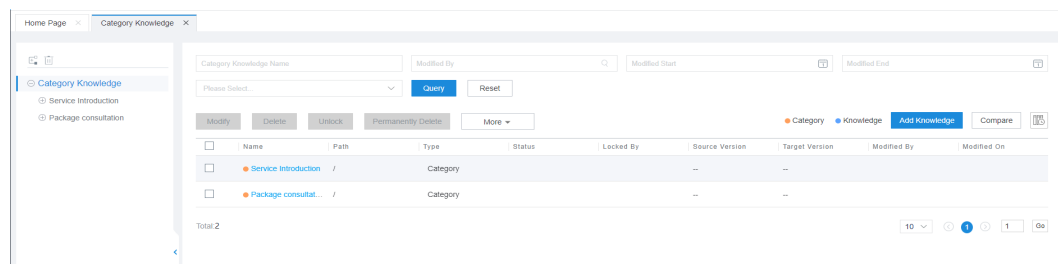 Home Page × Category Knowledge ×
Category Knowledge Name Modified By Modified Start Modified End
Category Knowledge
Please Select... Query Reset
Service Introduction
Package consultation
Modify Delete Unlock Permanently Delete More Category Knowledge Add Knowledge Compare
Name Path Type Status Locked By Source Version Target Version Modified By Modified On
Service Introduction / Category -- --
Package consultat... / Category -- --
Total:2 10 1 1 Go